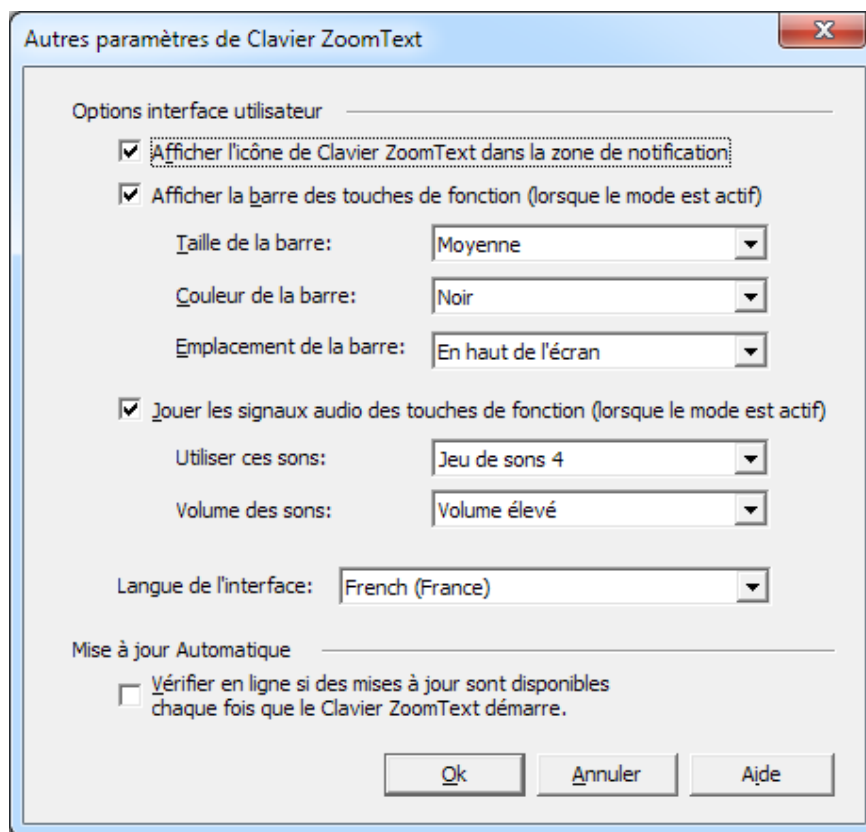 Autres paramètres de Clavier ZoomText
Options interface utilisateur
Afficher l'icône de Clavier ZoomText dans la zone de notification
Afficher la barre des touches de fonction (lorsque le mode est actif)
Taille de la barre: Moyenne
Couleur de la barre: Noir
Emplacement de la barre: En haut de l'écran
Jouer les signaux audio des touches de fonction (lorsque le mode est actif)
Utiliser ces sons: Jeu de sons 4
Volume des sons: Volume élevé
Langue de l'interface: French (France)
Mise à jour Automatique
Vérifier en ligne si des mises à jour sont disponibles
chaque fois que le Clavier ZoomText démarre.
Ok Annuler Aide